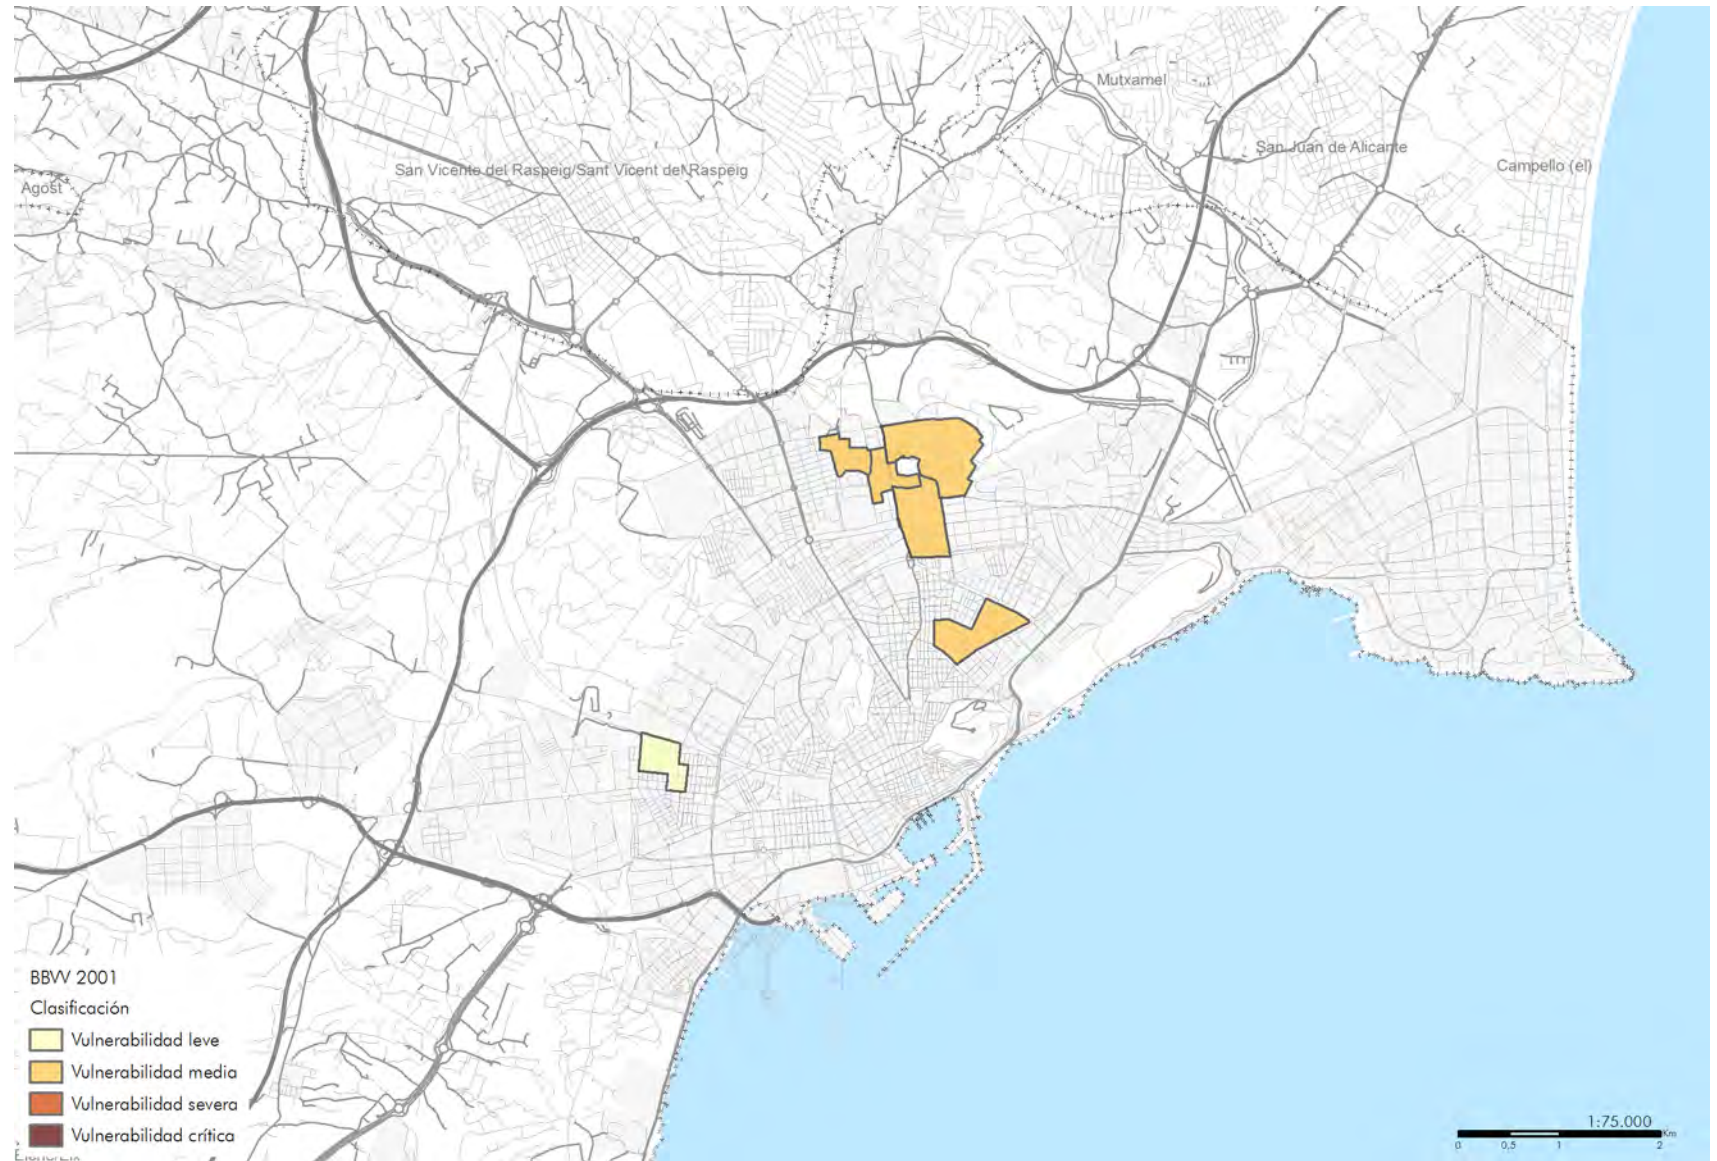 Mutxamel
San Juan de Alicante
San Vicente del Raspeig/Sant Vicent del Raspeig
Campello (el)
Agost
BBVV 2001
Clasificación
Vulnerabilidad leve
Vulnerabilidad media
Vulnerabilidad severa
Vulnerabilidad crítica
1:75.000
Km
0 0,5 1 2